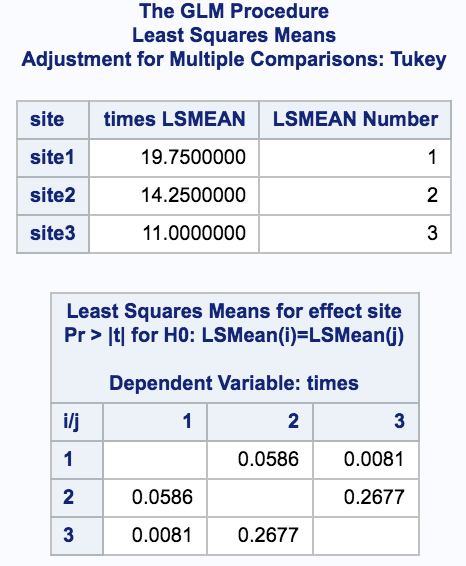 The GLM Procedure
Least Squares Means
Adjustment for Multiple Comparisons: Tukey
site times LSMEAN LSMEAN Number
site1 19.7500000 1
site2 14.2500000 2
site3 11.0000000 3
Least Squares Means for effect site
Pr > |t| for H0: LSMean(i)=LSMean(j)
Dependent Variable: times
i/j 1 2 3
1 0.0586 0.0081
2 0.0586 0.2677
3 0.0081 0.2677